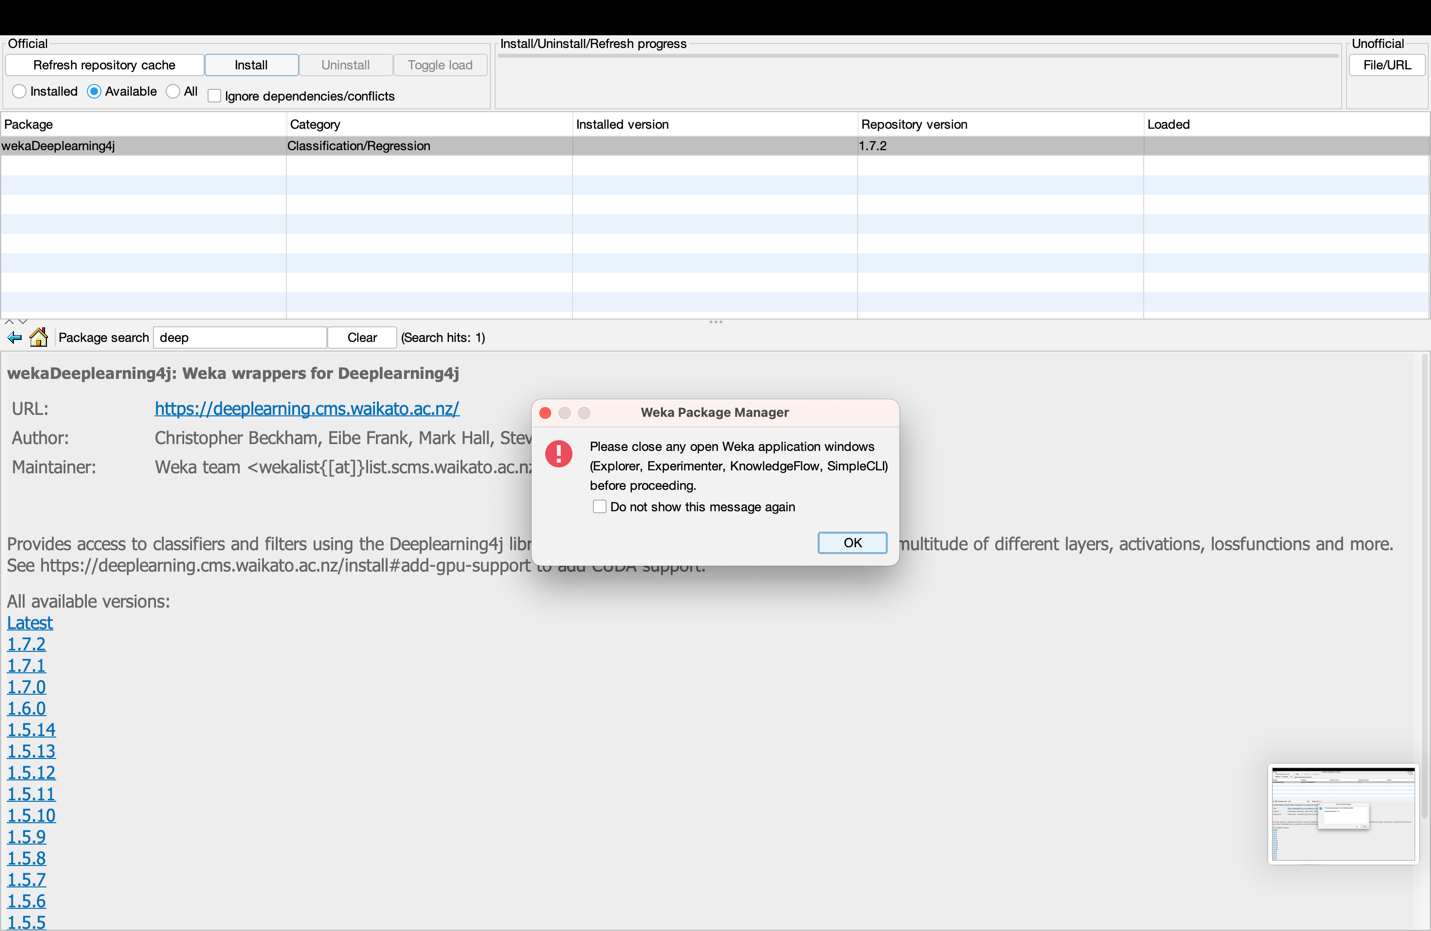 Official
Install/Uninstall/Refresh progress
Unofficial
Refresh repository cache
Install
Uninstall
Toggle load
File/URL
Installed
Available
All
Ignore dependencies/conflicts
Package
Category
Installed version
Repository version
Loaded
wekaDeeplearning4j
Classification/Regression
1.7.2
Package search
deep
Clear
(Search hits: 1)
wekaDeeplearning4j: Weka wrappers for Deeplearning4j
URL: https://deeplearning.cms.waikato.ac.nz/
Author: Christopher Beckham, Eibe Frank, Mark Hall, Stev
Maintainer: Weka team <wekalist{[at]}list.scms.waikato.ac.nz
Weka Package Manager
Please close any open Weka application windows
(Explorer, Experimenter, KnowledgeFlow, SimpleCLI)
before proceeding.
Do not show this message again
OK
Provides access to classifiers and filters using the Deeplearning4j libr multitude of different layers, activations, lossfunctions and more.
See https://deeplearning.cms.waikato.ac.nz/install#add-gpu-support to add CUDA support.
All available versions:
Latest
1.7.2
1.7.1
1.7.0
1.6.0
1.5.14
1.5.13
1.5.12
1.5.11
1.5.10
1.5.9
1.5.8
1.5.7
1.5.6
1.5.5